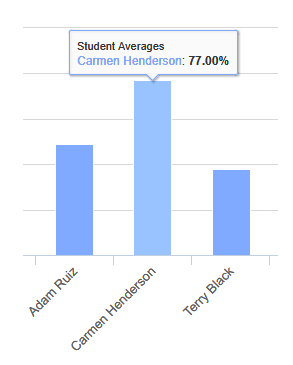 Student Averages
Carmen Henderson: 77.00%
Adam Ruiz
Carmen Henderson
Terry Black